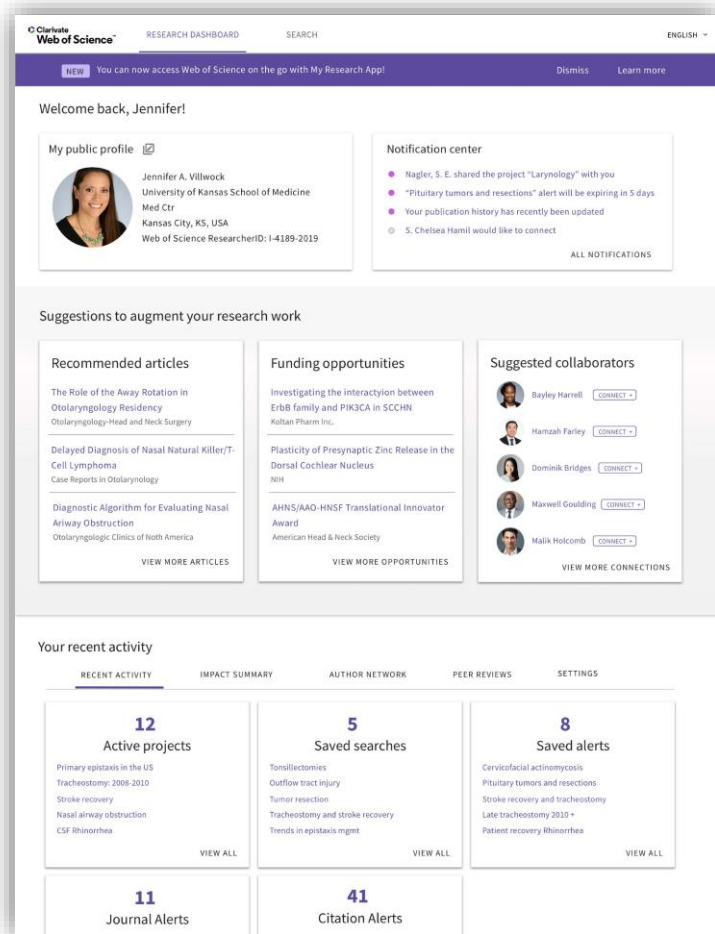 Clarivate
Web of Science™
RESEARCH DASHBOARD
SEARCH
ENGLISH
NEW
You can now access Web of Science on the go with My Research App!
Dismiss
Learn more
Welcome back, Jennifer!
My public profile
Jennifer A. Villwock
University of Kansas School of Medicine
Med Ctr
Kansas City, KS, USA
Web of Science ResearcherID: I-4189-2019
Notification center
Nagler, S. E. shared the project "Larynology" with you
"Pituitary tumors and resections" alert will be expiring in 5 days
Your publication history has recently been updated
S. Chelsea Hamil would like to connect
ALL NOTIFICATIONS
Suggestions to augment your research work
Recommended articles
The Role of the Away Rotation in
Otolaryngology Residency
Otolaryngology-Head and Neck Surgery
Delayed Diagnosis of Nasal Natural Killer/T-
Cell Lymphoma
Case Reports in Otolarynology
Diagnostic Algorithm for Evaluating Nasal
Ariway Obstruction
Otolaryngologic Clinics of Noth America
VIEW MORE ARTICLES
Funding opportunities
Investigating the interactyion between
ErbB family and PIK3CA in SCCHN
Koltan Pharm Inc.
Plasticity of Presynaptic Zinc Release in the
Dorsal Cochlear Nucleus
NIH
AHNS/AAO-HNSF Translational Innovator
Award
American Head & Neck Society
VIEW MORE OPPORTUNITIES
Suggested collaborators
Bayley Harrell CONNECT +
Hamzah Farley CONNECT +
Dominik Bridges CONNECT +
Maxwell Goulding CONNECT +
Malik Holcomb CONNECT +
VIEW MORE CONNECTIONS
Your recent activity
RECENT ACTIVITY
IMPACT SUMMARY
AUTHOR NETWORK
PEER REVIEWS
SETTINGS
12
Active projects
Primary epistaxis in the US
Tracheostomy: 2008-2010
Stroke recovery
Nasal airway obstruction
CSF Rhinorrhea
VIEW ALL
5
Saved searches
Tonsillectomies
Outflow tract injury
Tumor resection
Tracheostomy and stroke recovery
Trends in epistaxis mgmt
VIEW ALL
8
Saved alerts
Cervicofacial actinomycosis
Pituitary tumors and resections
Stroke recovery and tracheostomy
Late tracheostomy 2010 +
Patient recovery Rhinorrhea
VIEW ALL
11
Journal Alerts
41
Citation Alerts